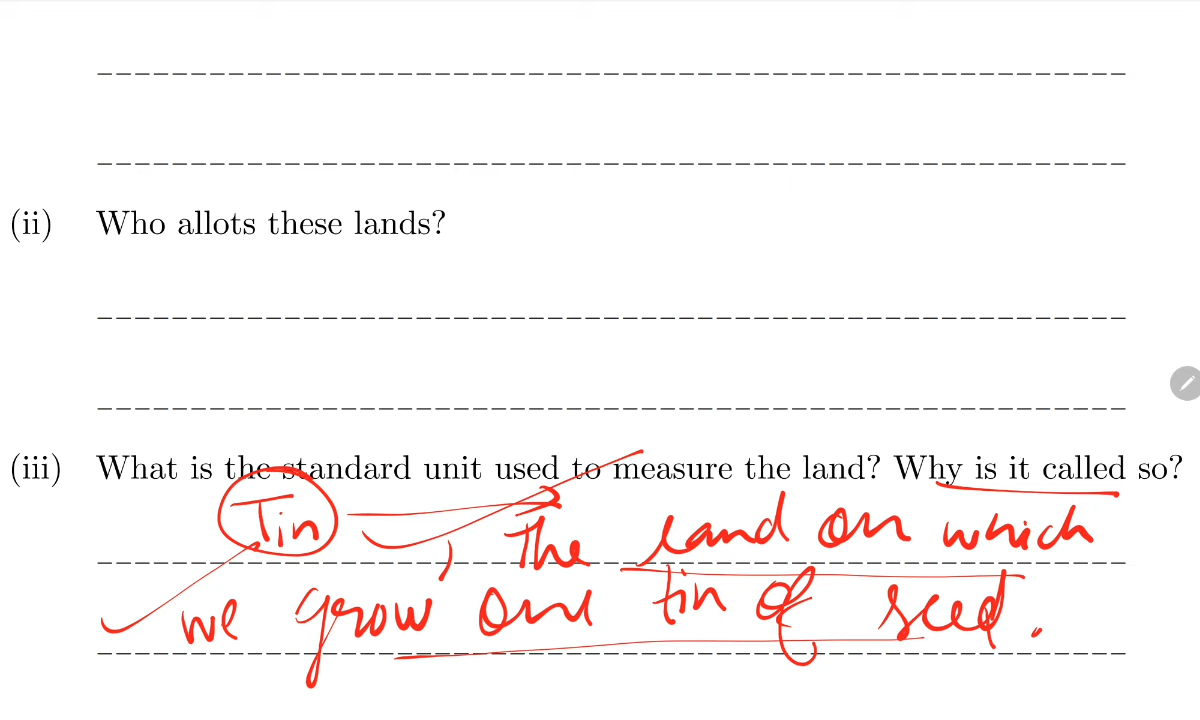 (ii) Who allots these lands?
(iii) What is the standard unit used to measure the land? Why is it called so?
Tin , The land on which
we grow one tin of seed.